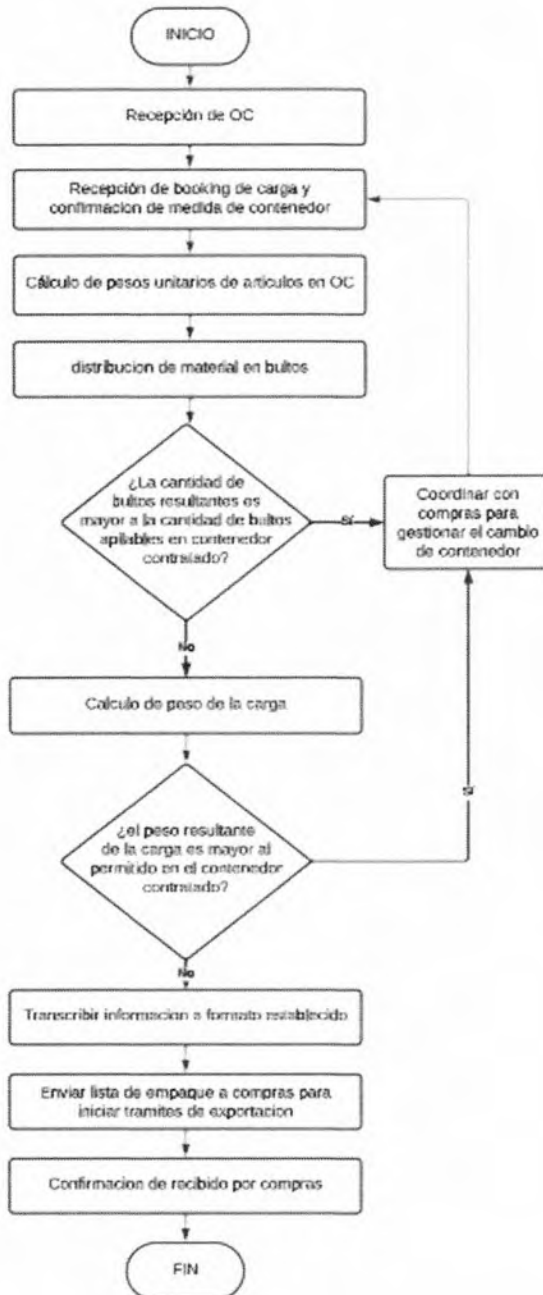 INICIO
Recepción de OC
Recepción de booking de carga y
confirmacion de medida de contenedor
Cálculo de pesos unitarios de articulos en OC
distribucion de material en bultos
¿La cantidad de
bultos resultantes es
mayor a la cantidad de bultos
apilables en contenedor
contratado?
Sí
Coordinar con
compras para
gestionar el cambio
de contenedor
No
Calculo de peso de la carga
¿el peso resultante
de la carga es mayor al
permitido en el contenedor
contratado?
Sí
No
Transcribir informacion a formato establecido
Enviar lista de empaque a compras para
iniciar tramites de exportacion
Confirmacion de recibido por compras
FIN